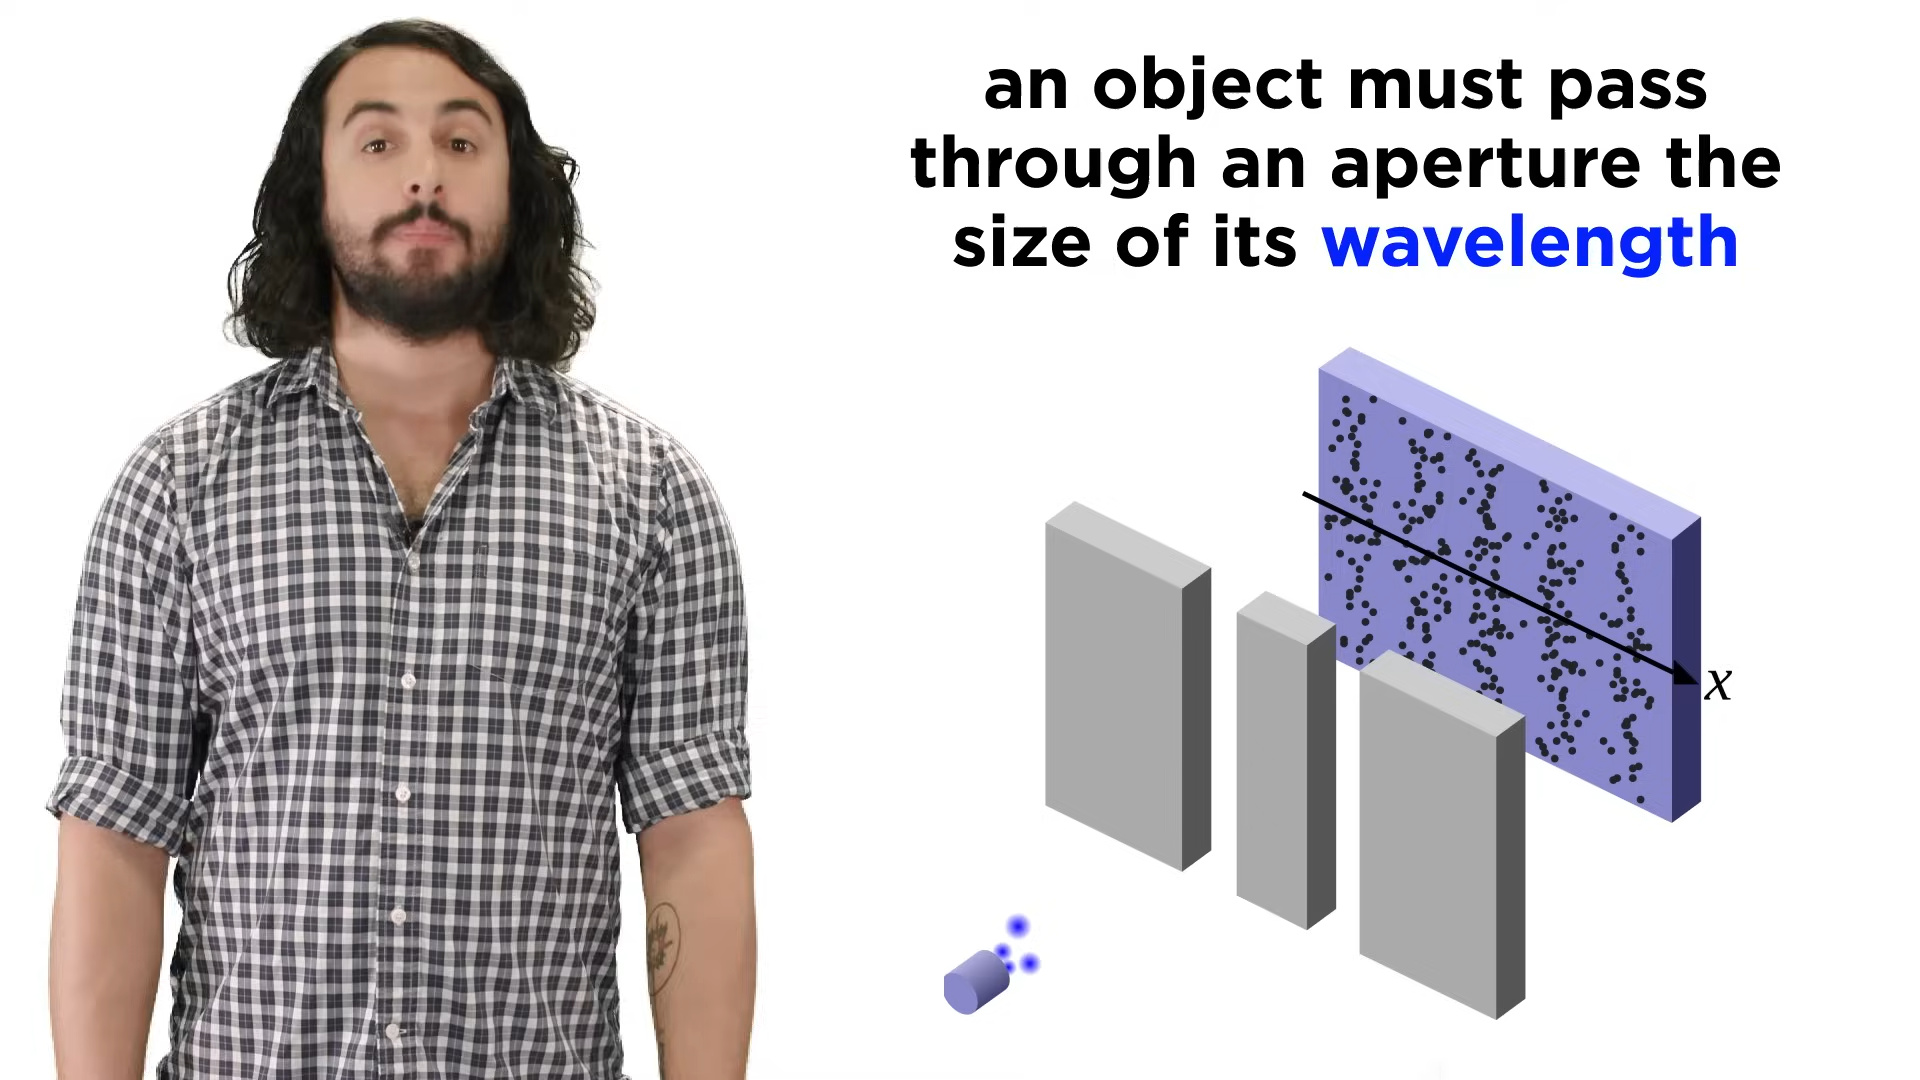 an object must pass
through an aperture the
size of its wavelength
x